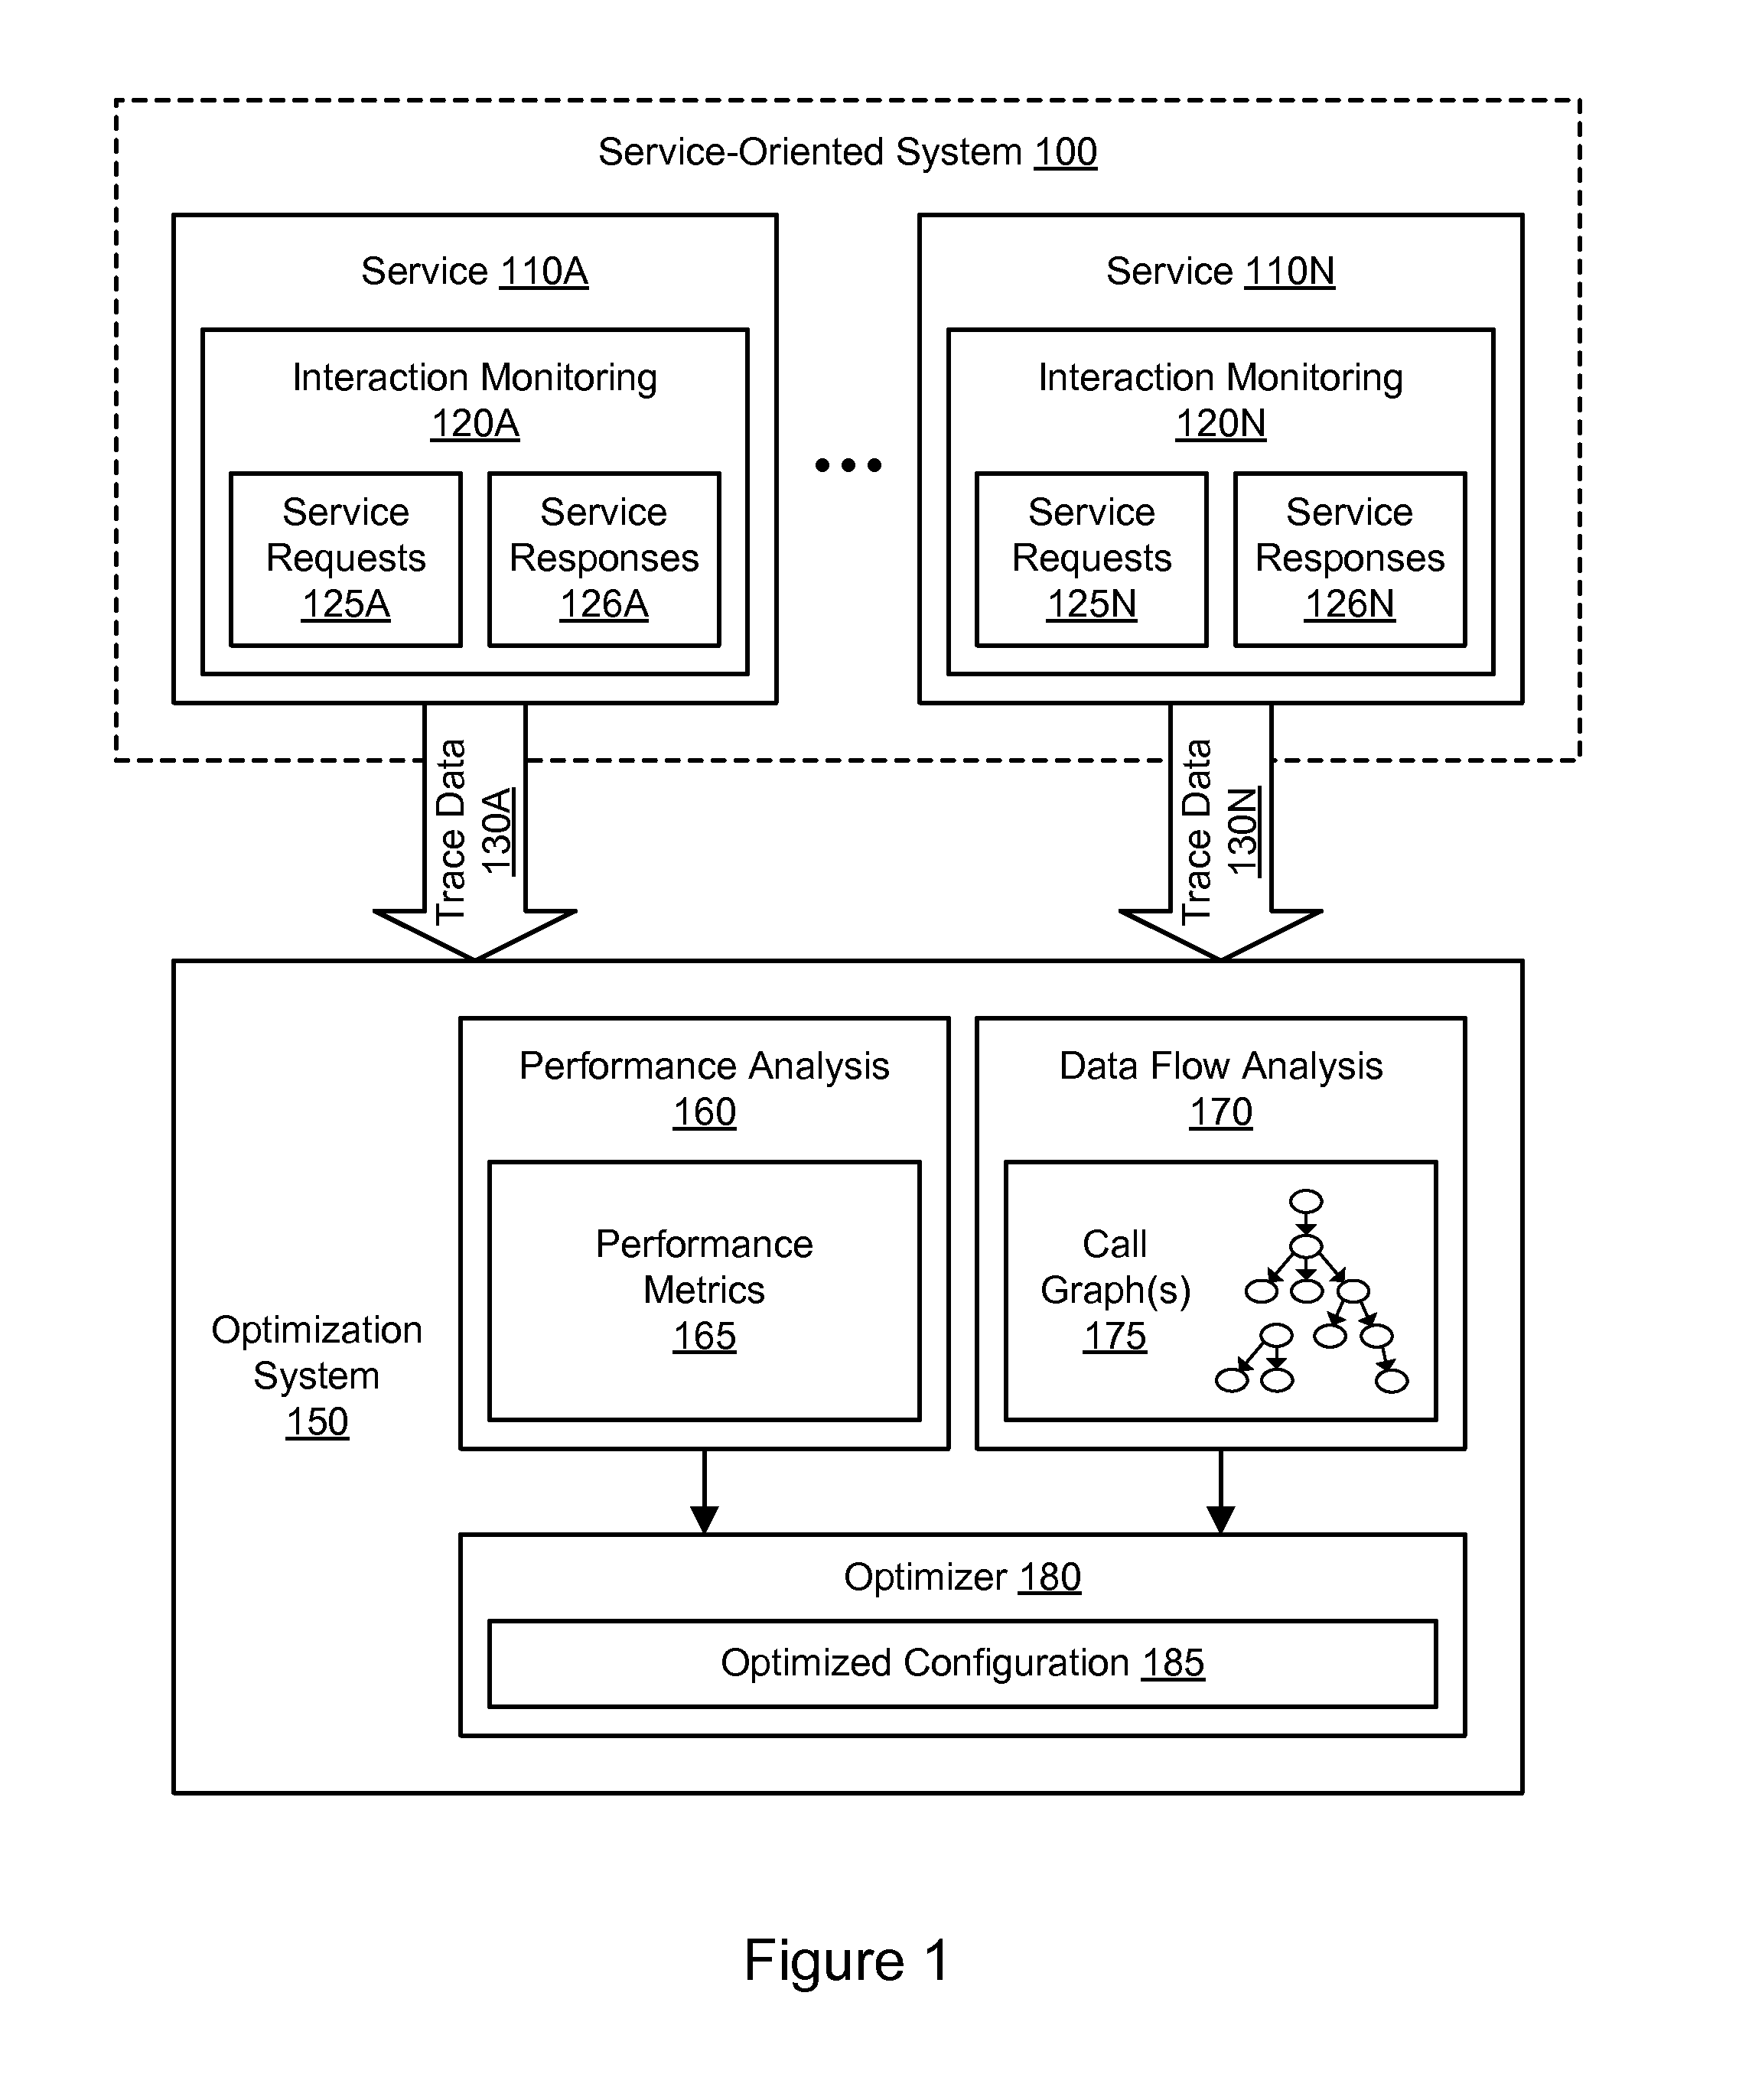 Service-Oriented System 100
Service 110A
Interaction Monitoring
120A
Service
Requests
125A
Service
Responses
126A
Service 110N
Interaction Monitoring
120N
Service
Requests
125N
Service
Responses
126N
Trace Data
130A
Trace Data
130N
Optimization
System
150
Performance Analysis
160
Performance
Metrics
165
Data Flow Analysis
170
Call
Graph(s)
175
Optimizer 180
Optimized Configuration 185
Figure 1